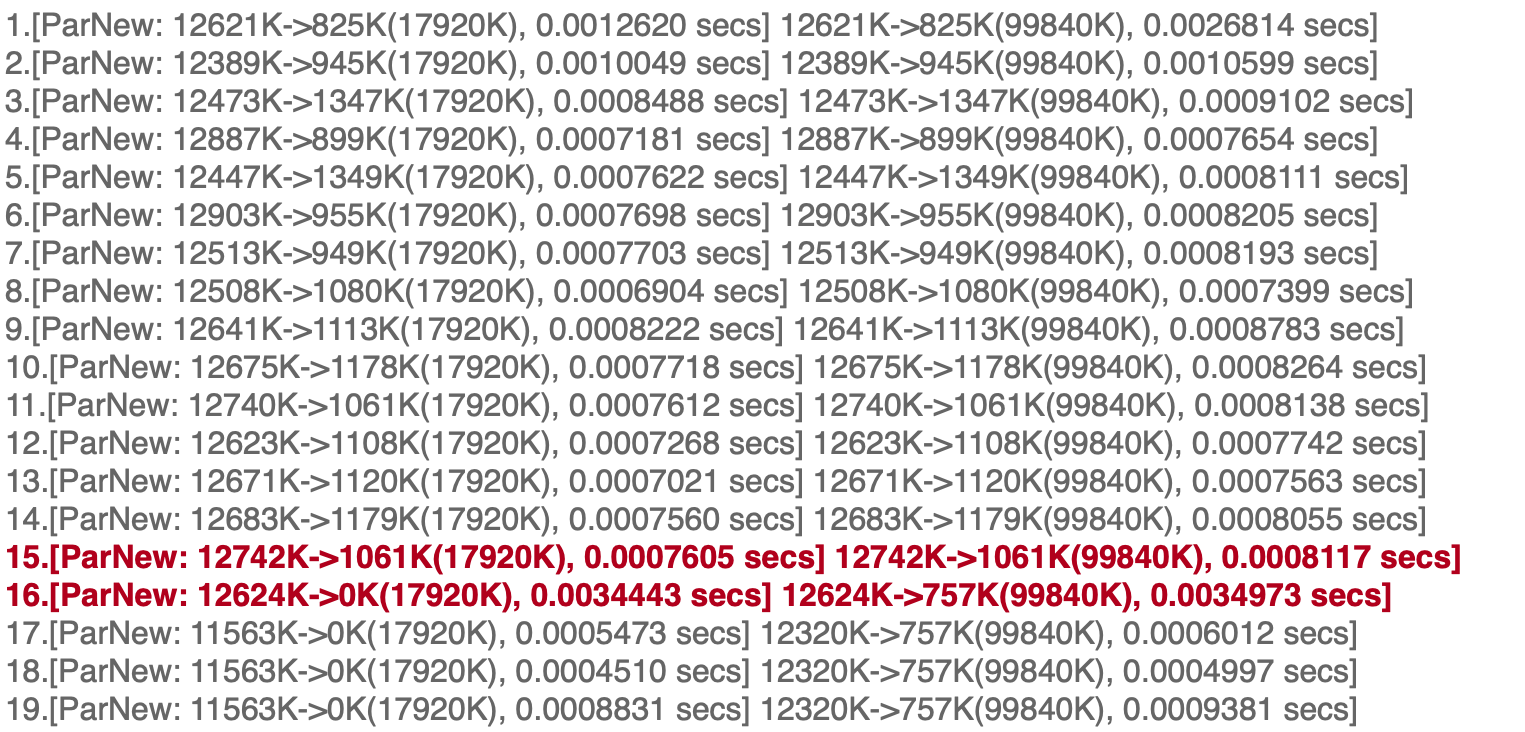 1.[ParNew: 12621K->825K(17920K), 0.0012620 secs] 12621K->825K(99840K), 0.0026814 secs]
2.[ParNew: 12389K->945K(17920K), 0.0010049 secs] 12389K->945K(99840K), 0.0010599 secs]
3.[ParNew: 12473K->1347K(17920K), 0.0008488 secs] 12473K->1347K(99840K), 0.0009102 secs]
4.[ParNew: 12887K->899K(17920K), 0.0007181 secs] 12887K->899K(99840K), 0.0007654 secs]
5.[ParNew: 12447K->1349K(17920K), 0.0007622 secs] 12447K->1349K(99840K), 0.0008111 secs]
6.[ParNew: 12903K->955K(17920K), 0.0007698 secs] 12903K->955K(99840K), 0.0008205 secs]
7.[ParNew: 12513K->949K(17920K), 0.0007703 secs] 12513K->949K(99840K), 0.0008193 secs]
8.[ParNew: 12508K->1080K(17920K), 0.0006904 secs] 12508K->1080K(99840K), 0.0007399 secs]
9.[ParNew: 12641K->1113K(17920K), 0.0008222 secs] 12641K->1113K(99840K), 0.0008783 secs]
10.[ParNew: 12675K->1178K(17920K), 0.0007718 secs] 12675K->1178K(99840K), 0.0008264 secs]
11.[ParNew: 12740K->1061K(17920K), 0.0007612 secs] 12740K->1061K(99840K), 0.0008138 secs]
12.[ParNew: 12623K->1108K(17920K), 0.0007268 secs] 12623K->1108K(99840K), 0.0007742 secs]
13.[ParNew: 12671K->1120K(17920K), 0.0007021 secs] 12671K->1120K(99840K), 0.0007563 secs]
14.[ParNew: 12683K->1179K(17920K), 0.0007560 secs] 12683K->1179K(99840K), 0.0008055 secs]
15.[ParNew: 12742K->1061K(17920K), 0.0007605 secs] 12742K->1061K(99840K), 0.0008117 secs]
16.[ParNew: 12624K->0K(17920K), 0.0034443 secs] 12624K->757K(99840K), 0.0034973 secs]
17.[ParNew: 11563K->0K(17920K), 0.0005473 secs] 12320K->757K(99840K), 0.0006012 secs]
18.[ParNew: 11563K->0K(17920K), 0.0004510 secs] 12320K->757K(99840K), 0.0004997 secs]
19.[ParNew: 11563K->0K(17920K), 0.0008831 secs] 12320K->757K(99840K), 0.0009381 secs]